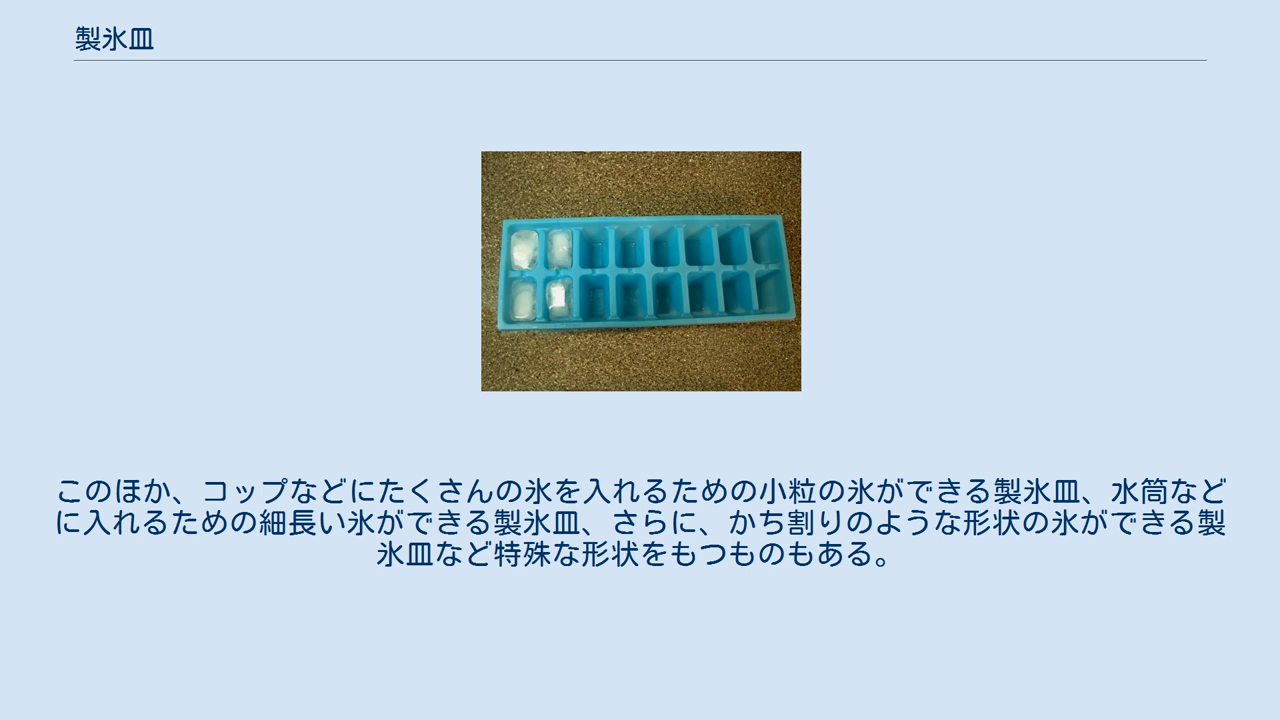 製氷皿
このほか、コップなどにたくさんの氷を入れるための小粒の氷ができる製氷皿、水筒など
に入れるための細長い氷ができる製氷皿、さらに、かち割りのような形状の氷ができる製
氷皿など特殊な形状をもつものもある。